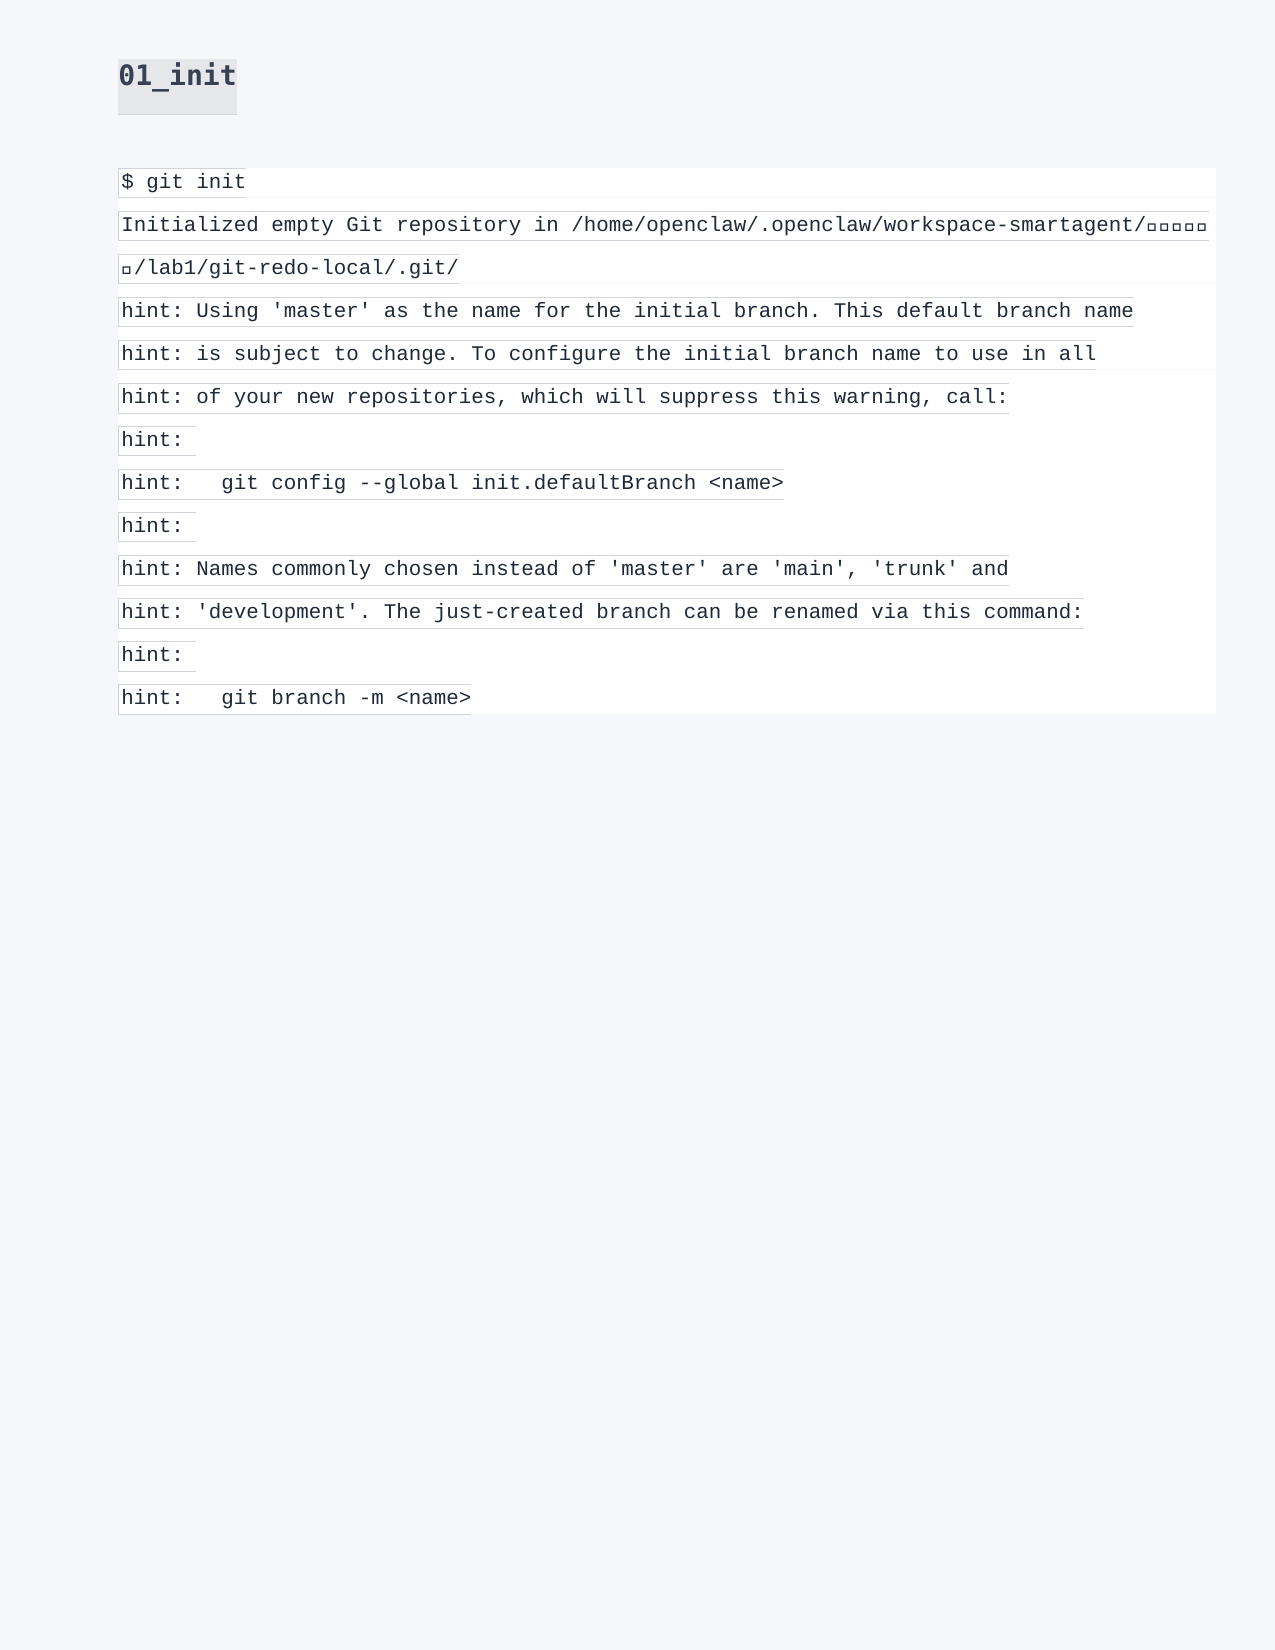 01_init
$ git init
Initialized empty Git repository in /home/openclaw/.openclaw/workspace-smartagent/
/lab1/git-redo-local/.git/
hint: Using 'master' as the name for the initial branch. This default branch name
hint: is subject to change. To configure the initial branch name to use in all
hint: of your new repositories, which will suppress this warning, call:
hint:
hint:   git config --global init.defaultBranch <name>
hint:
hint: Names commonly chosen instead of 'master' are 'main', 'trunk' and
hint: 'development'. The just-created branch can be renamed via this command:
hint:
hint:   git branch -m <name>